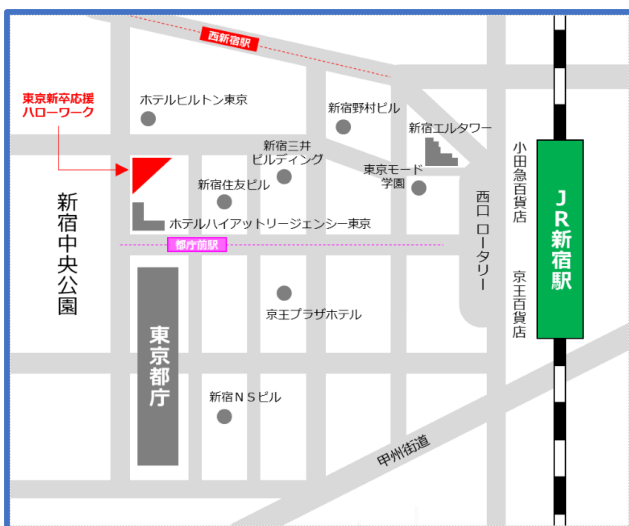 西新宿駅
東京新卒応援
ハローワーク
ホテルヒルトン東京
新宿野村ビル
新宿エルタワー
新宿三井
ビルディング
東京モード
学園
新宿住友ビル
小田急百貨店
JR新宿駅
新宿中央公園
ホテルハイアットリージェンシー東京
西口 ロータリー
都庁前駅
京王百貨店
京王プラザホテル
東京都庁
新宿NSビル
甲州街道